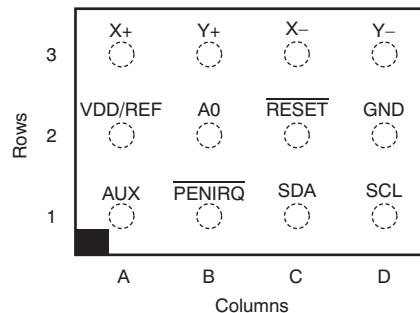 X+ Y+ X− Y−
3
VDD/REF A0 RESET GND
Rows 2
AUX PENIRQ SDA SCL
1
A B C D
Columns